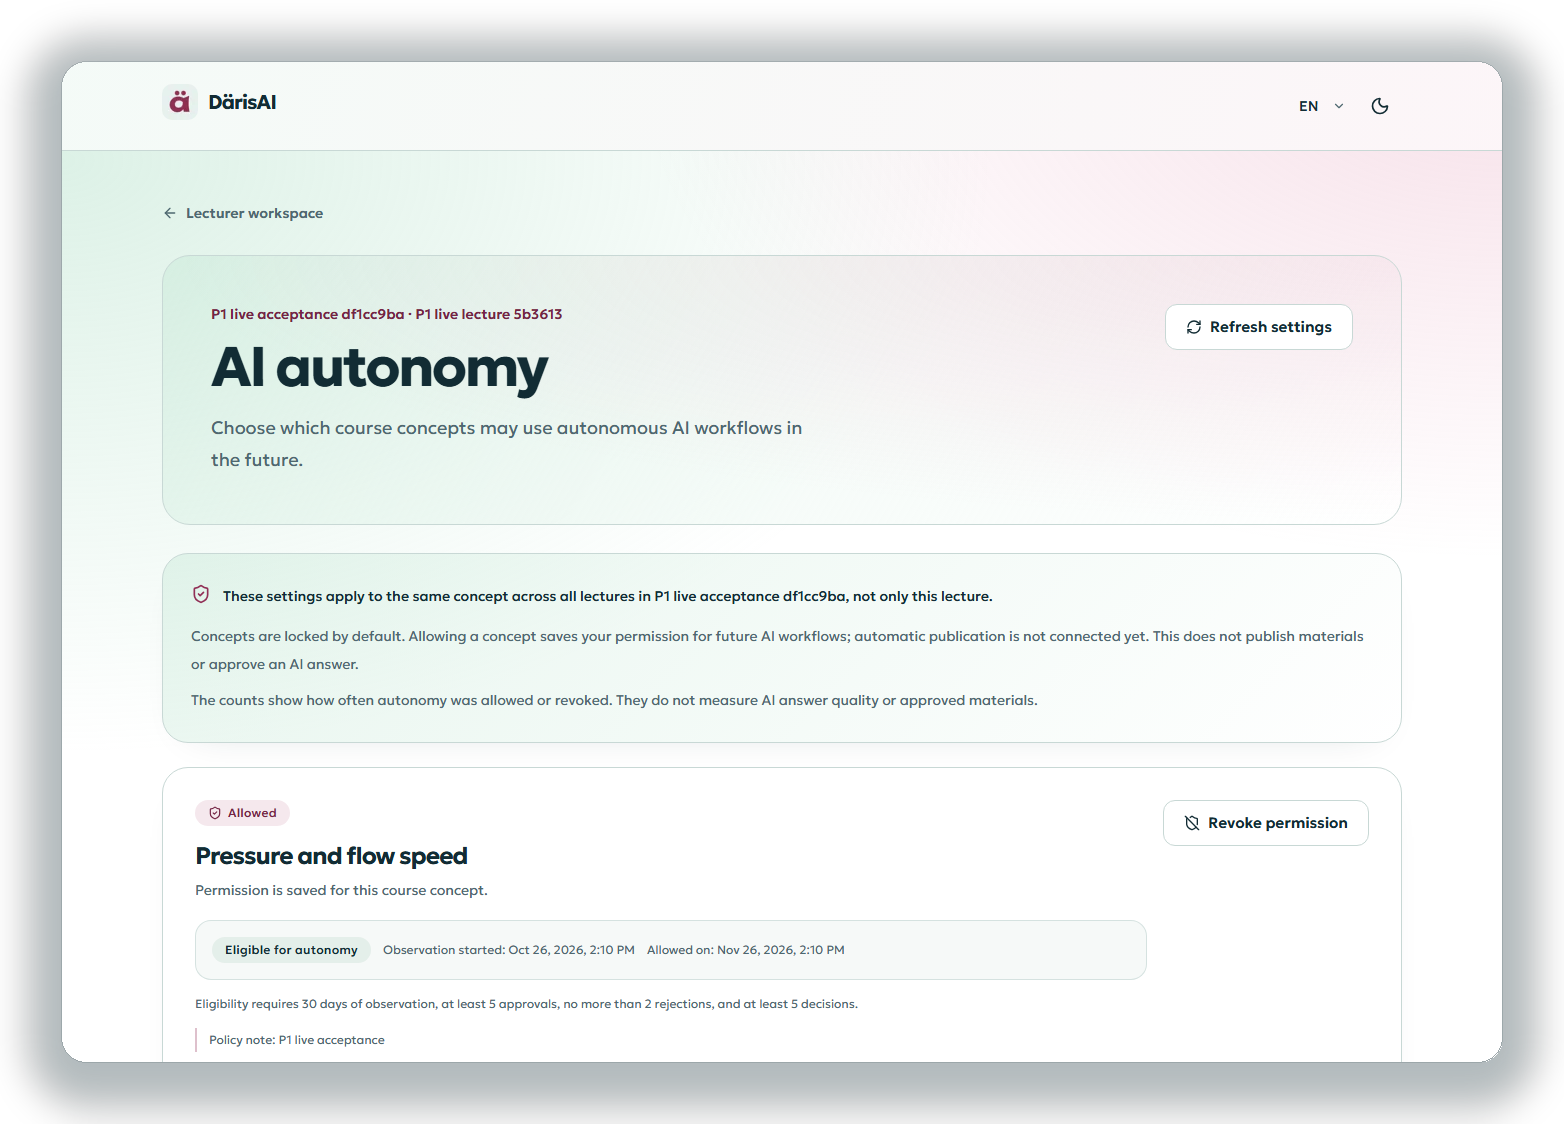 ä DärisAI
EN
Lecturer workspace
P1 live acceptance df1cc9ba · P1 live lecture 5b3613
Refresh settings
AI autonomy
Choose which course concepts may use autonomous AI workflows in
the future.
These settings apply to the same concept across all lectures in P1 live acceptance df1cc9ba, not only this lecture.
Concepts are locked by default. Allowing a concept saves your permission for future AI workflows; automatic publication is not connected yet. This does not publish materials
or approve an AI answer.
The counts show how often autonomy was allowed or revoked. They do not measure AI answer quality or approved materials.
Allowed
Revoke permission
Pressure and flow speed
Permission is saved for this course concept.
Eligible for autonomy Observation started: Oct 26, 2026, 2:10 PM Allowed on: Nov 26, 2026, 2:10 PM
Eligibility requires 30 days of observation, at least 5 approvals, no more than 2 rejections, and at least 5 decisions.
Policy note: P1 live acceptance